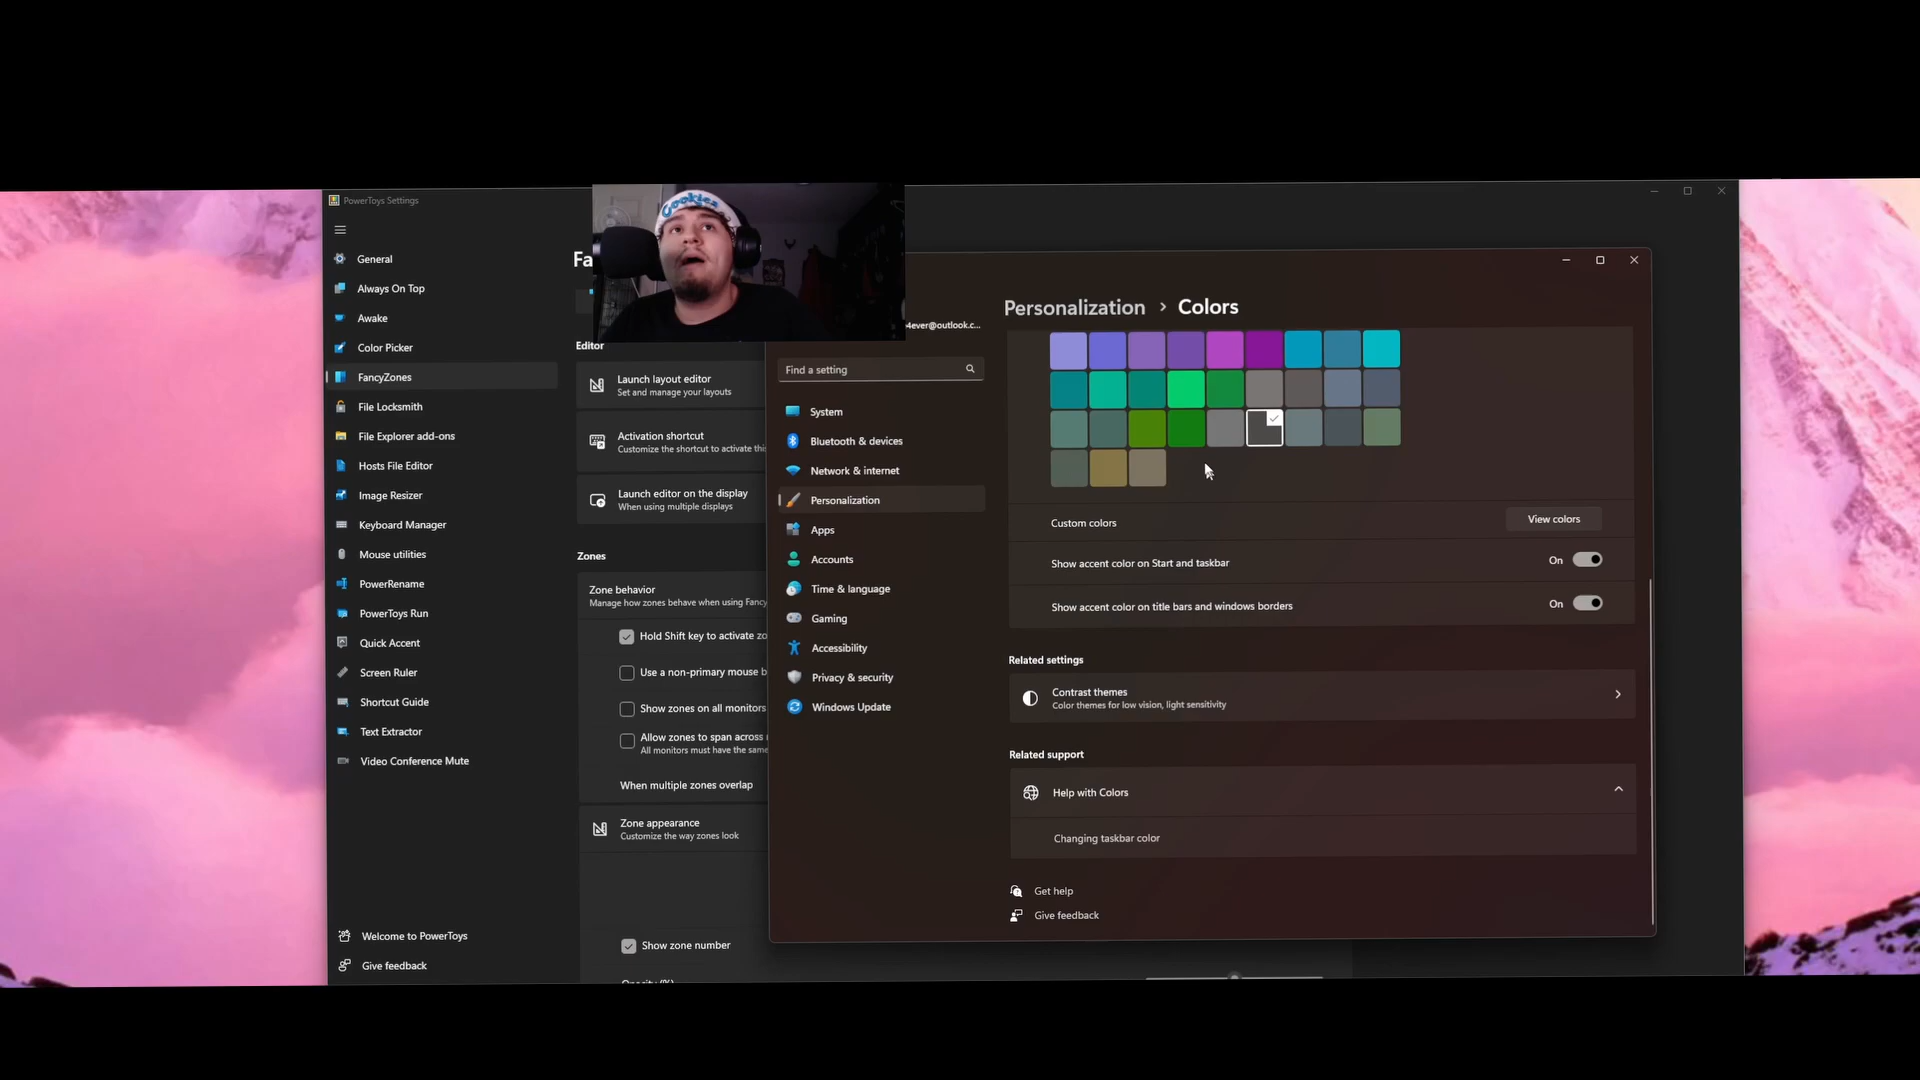 PowerToys Settings
General
Always On Top
Awake
Color Picker
FancyZones
File Locksmith
File Explorer add-ons
Hosts File Editor
Image Resizer
Keyboard Manager
Mouse utilities
PowerRename
PowerToys Run
Quick Accent
Screen Ruler
Shortcut Guide
Text Extractor
Video Conference Mute
Welcome to PowerToys
Give feedback
Fa
Cookies
Editor
Launch layout editor
Set and manage your layouts
Activation shortcut
Customize the shortcut to activate this
Launch editor on the display
When using multiple displays
Zones
Zone behavior
Manage how zones behave when using Fancy
Hold Shift key to activate zo
Use a non-primary mouse b
Show zones on all monitors
Allow zones to span across
All monitors must have the same
When multiple zones overlap
Zone appearance
Customize the way zones look
Show zone number
Opacity (%)
4ever@outlook.c...
Find a setting
System
Bluetooth & devices
Network & internet
Personalization
Apps
Accounts
Time & language
Gaming
Accessibility
Privacy & security
Windows Update
Personalization > Colors
Custom colors
View colors
Show accent color on Start and taskbar
On
Show accent color on title bars and windows borders
On
Related settings
Contrast themes
Color themes for low vision, light sensitivity
Related support
Help with Colors
Changing taskbar color
Get help
Give feedback